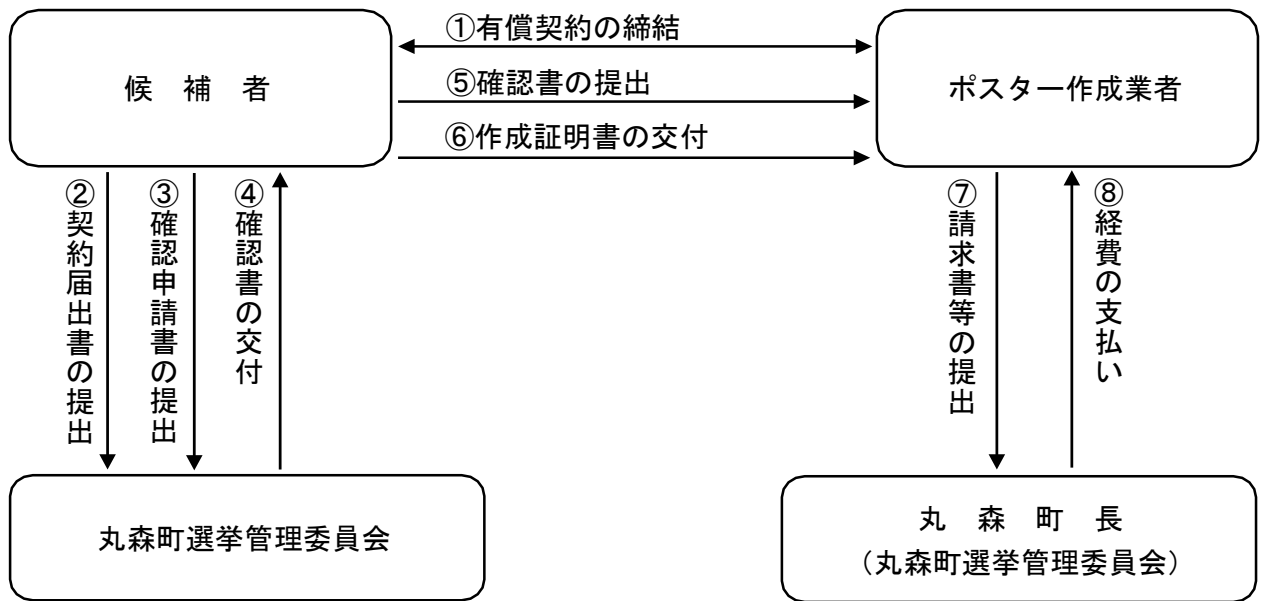 候　補　者
①有償契約の締結
⑤確認書の提出
⑥作成証明書の交付
ポスター作成業者
②契約届出書の提出
③確認申請書の提出
④確認書の交付
⑦請求書等の提出
⑧経費の支払い
丸森町選挙管理委員会
丸　森　町　長
（丸森町選挙管理委員会）